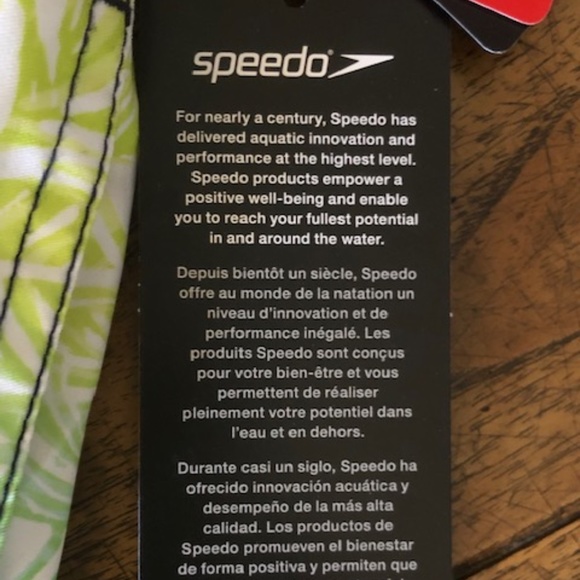 speedo
For nearly a century, Speedo has
delivered aquatic innovation and
performance at the highest level.
Speedo products empower a
positive well-being and enable
you to reach your fullest potential
in and around the water.
Depuis bientôt un siècle, Speedo
offre au monde de la natation un
niveau d'innovation et de
performance inégalé. Les
produits Speedo sont conçus
pour votre bien-être et vous
permettent de réaliser
pleinement votre potentiel dans
l'eau et en dehors.
Durante casi un siglo, Speedo ha
ofrecido innovación acuática y
desempeño de la más alta
calidad. Los productos de
Speedo promueven el bienestar
de forma positiva y permiten que